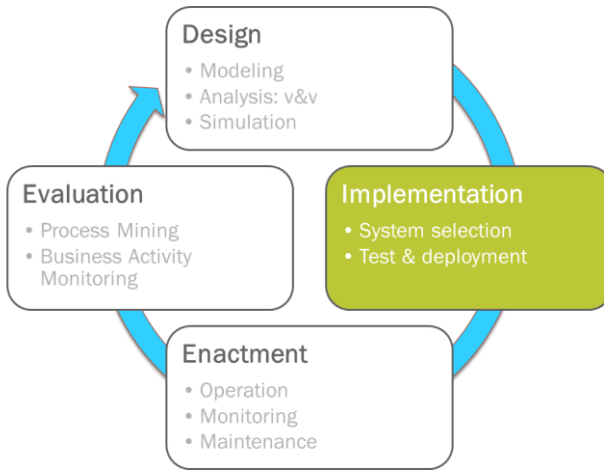 Design
• Modeling
• Analysis: v&v
• Simulation
Evaluation
• Process Mining
• Business Activity
Monitoring
Implementation
• System selection
• Test & deployment
Enactment
• Operation
• Monitoring
• Maintenance